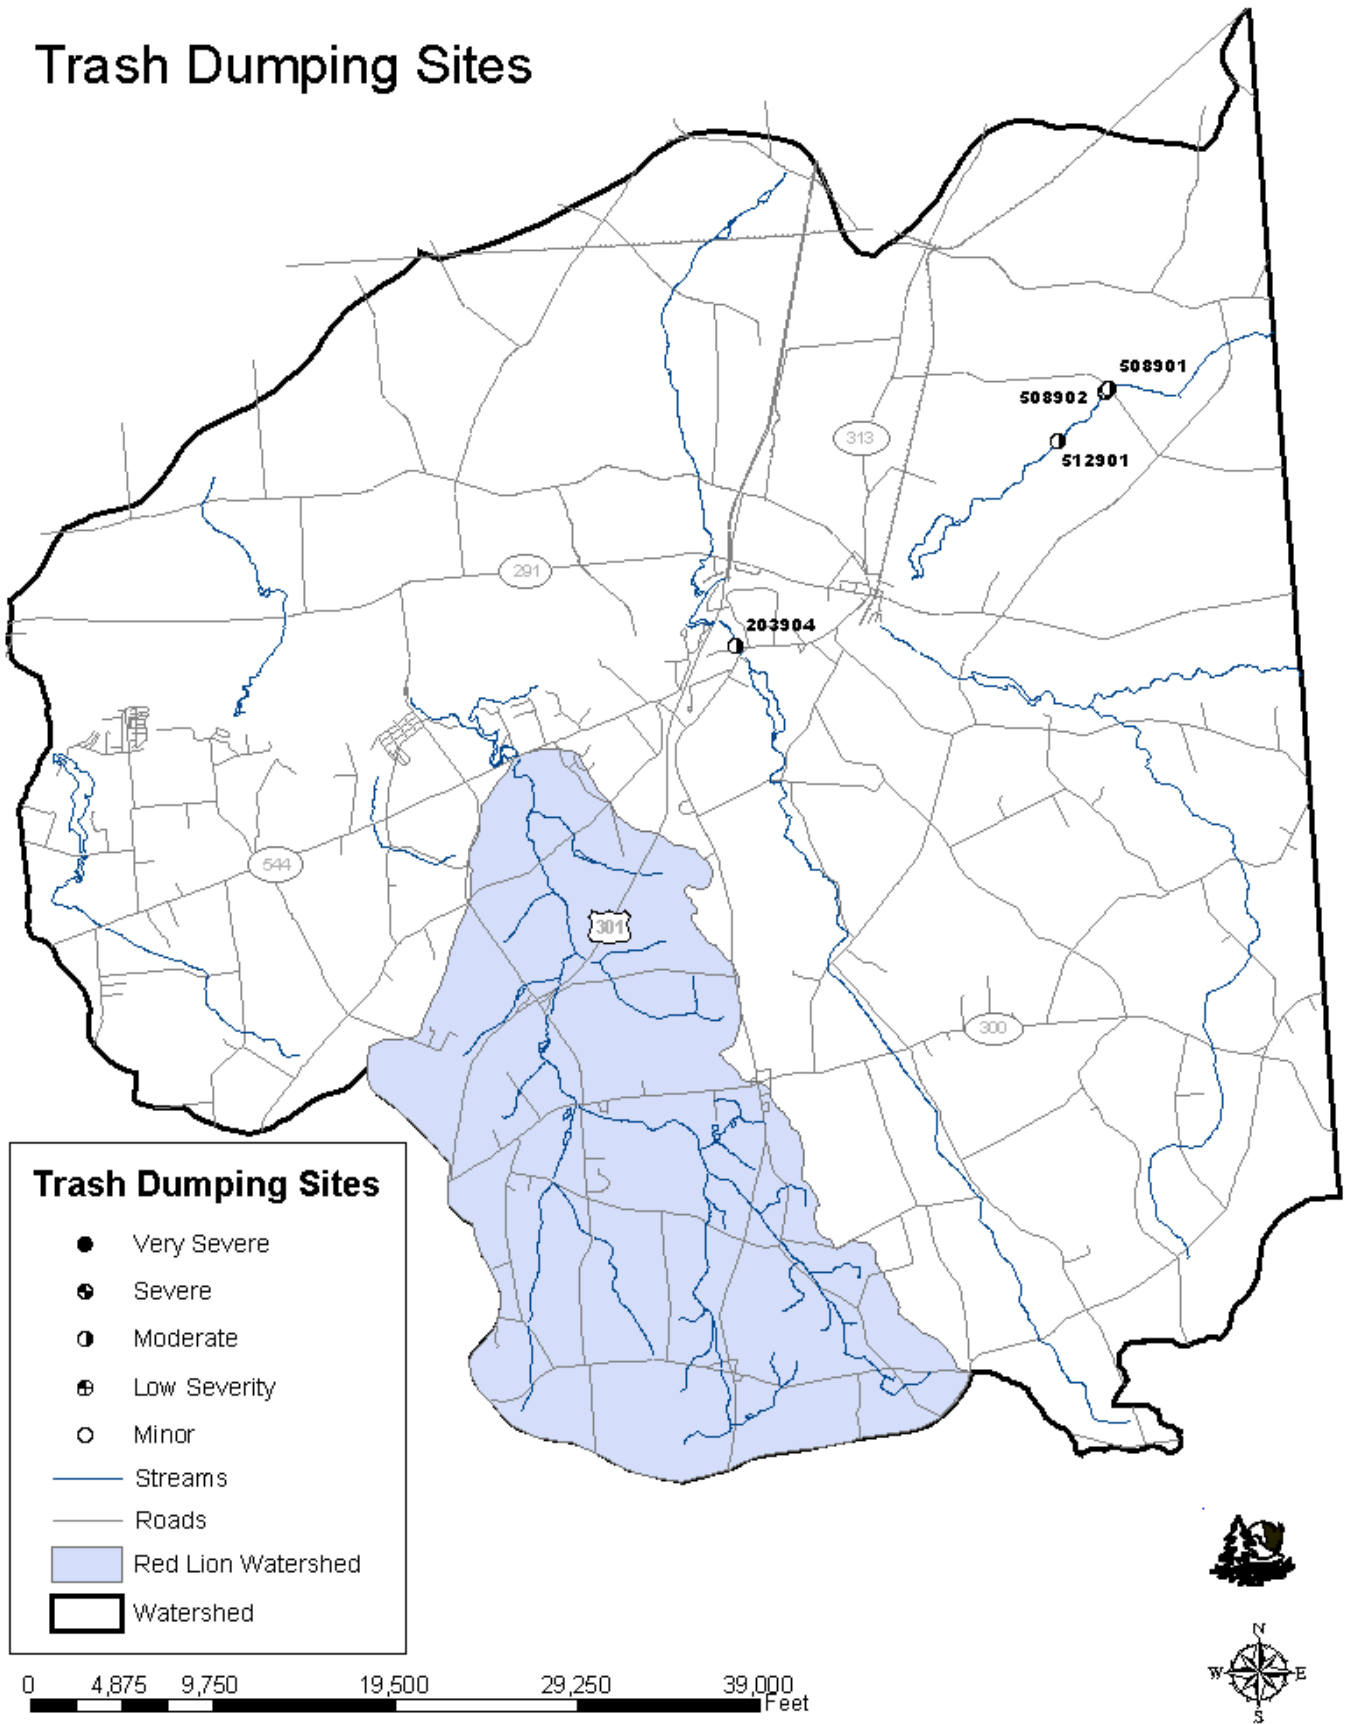 Trash Dumping Sites
508901
508902
313
512901
291
203904
544
301
300
Trash Dumping Sites
Very Severe
Severe
Moderate
Low Severity
Minor
Streams
Roads
Red Lion Watershed
Watershed
N
W E
S
0 4,875 9,750 19,500 29,250 39,000
Feet